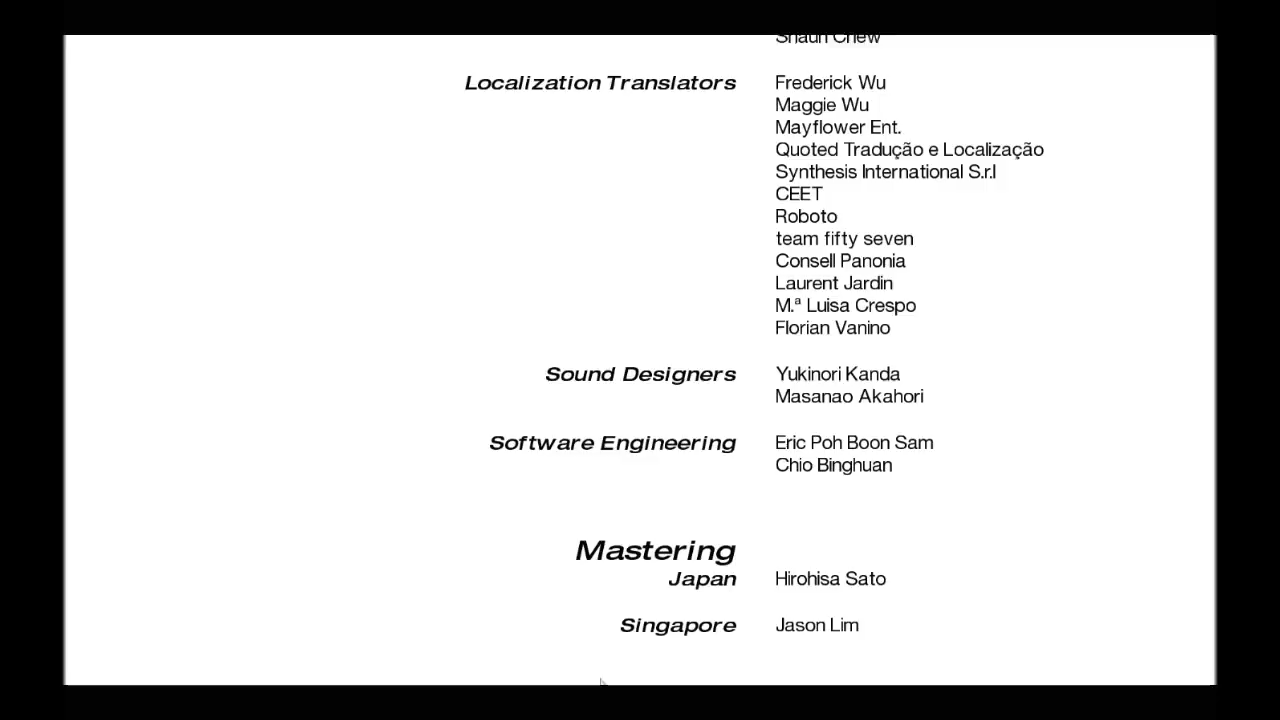 Shaun Chew
Localization Translators Frederick Wu
Maggie Wu
Mayflower Ent.
Quoted Tradução e Localização
Synthesis International S.r.l
CEET
Roboto
team fifty seven
Consell Panonia
Laurent Jardin
M.ª Luisa Crespo
Florian Vanino
Sound Designers Yukinori Kanda
Masanao Akahori
Software Engineering Eric Poh Boon Sam
Chio Binghuan
Mastering
Japan Hirohisa Sato
Singapore Jason Lim